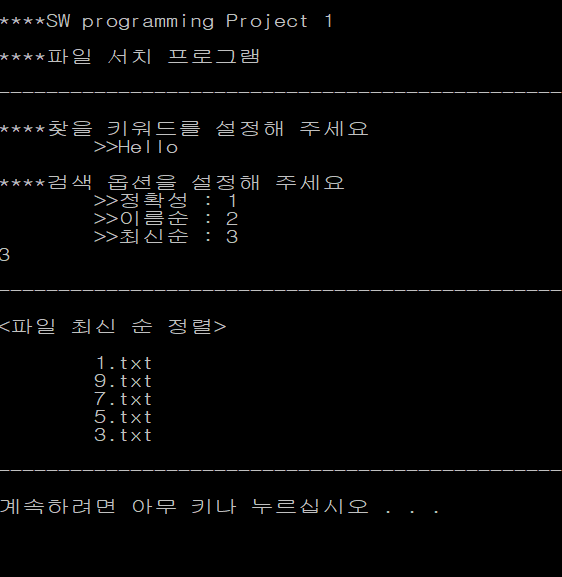 ****SW programming Project 1
****파일 서치 프로그램
------------------------------------------------
****찾을 키워드를 설정해 주세요
>>Hello
****검색 옵션을 설정해 주세요
>>정확성 : 1
>>이름순 : 2
>>최신순 : 3
3
------------------------------------------------
<파일 최신 순 정렬>
1.txt
9.txt
7.txt
5.txt
3.txt
------------------------------------------------
계속하려면 아무 키나 누르십시오 . . .